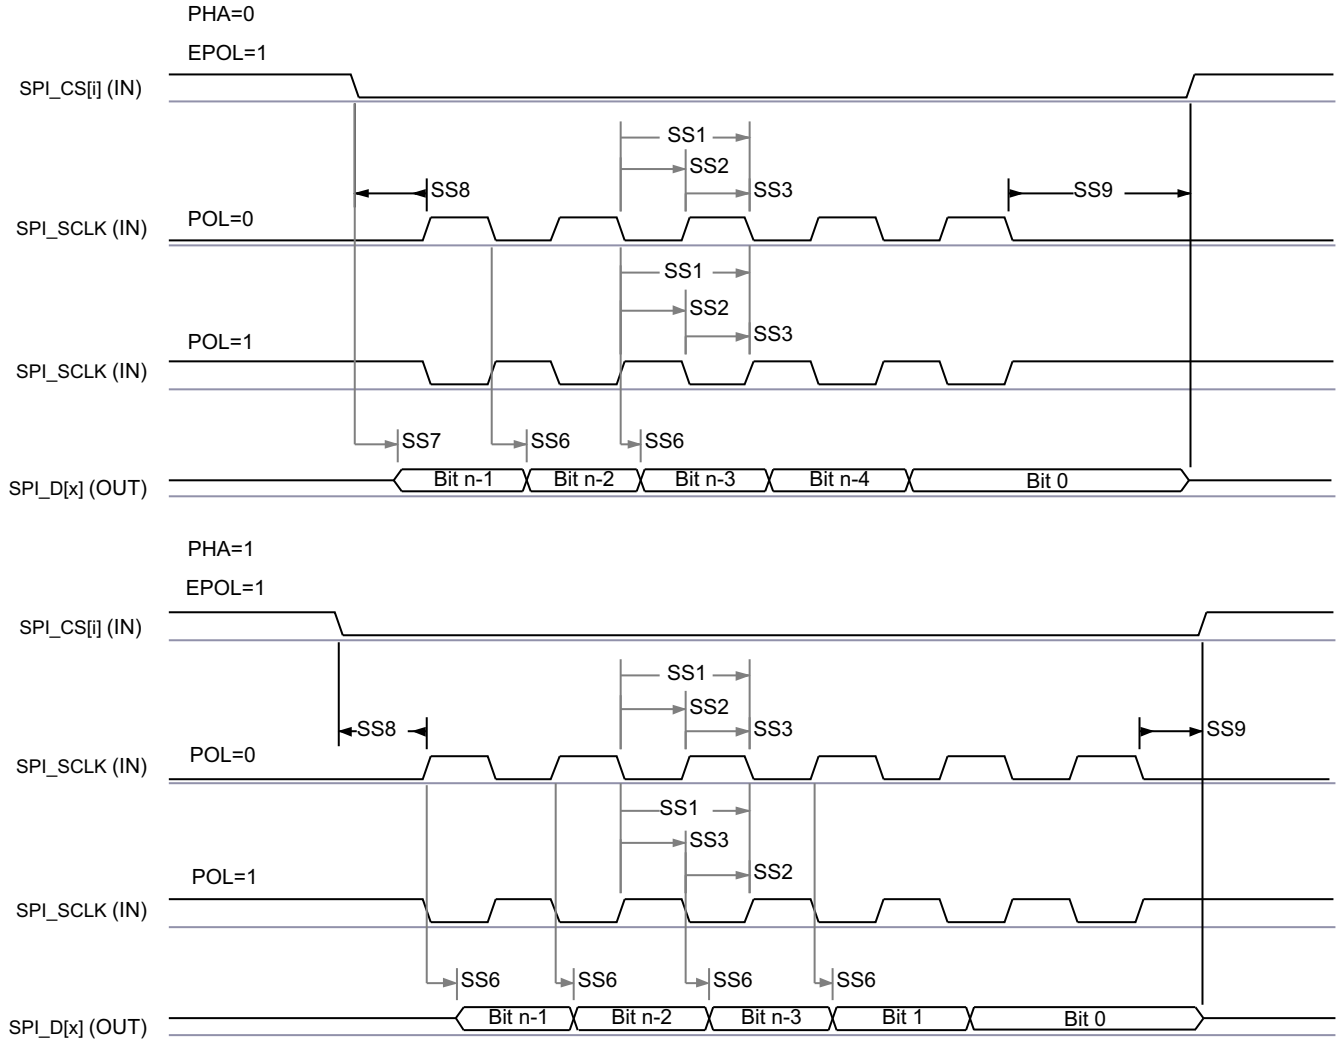 PHA=0
EPOL=1
SPI_CS[i] (IN)
SS1
SS2
SS8
SS3
SS9
POL=0
SPI_SCLK (IN)
SS1
SS2
SS3
POL=1
SPI_SCLK (IN)
SS7
SS6
SS6
SPI_D[x] (OUT)
Bit n-1
Bit n-2
Bit n-3
Bit n-4
Bit 0
PHA=1
EPOL=1
SPI_CS[i] (IN)
SS1
SS2
SS8
SS3
SS9
POL=0
SPI_SCLK (IN)
SS1
SS3
SS2
POL=1
SPI_SCLK (IN)
SS6
SS6
SS6
SS6
SPI_D[x] (OUT)
Bit n-1
Bit n-2
Bit n-3
Bit 1
Bit 0